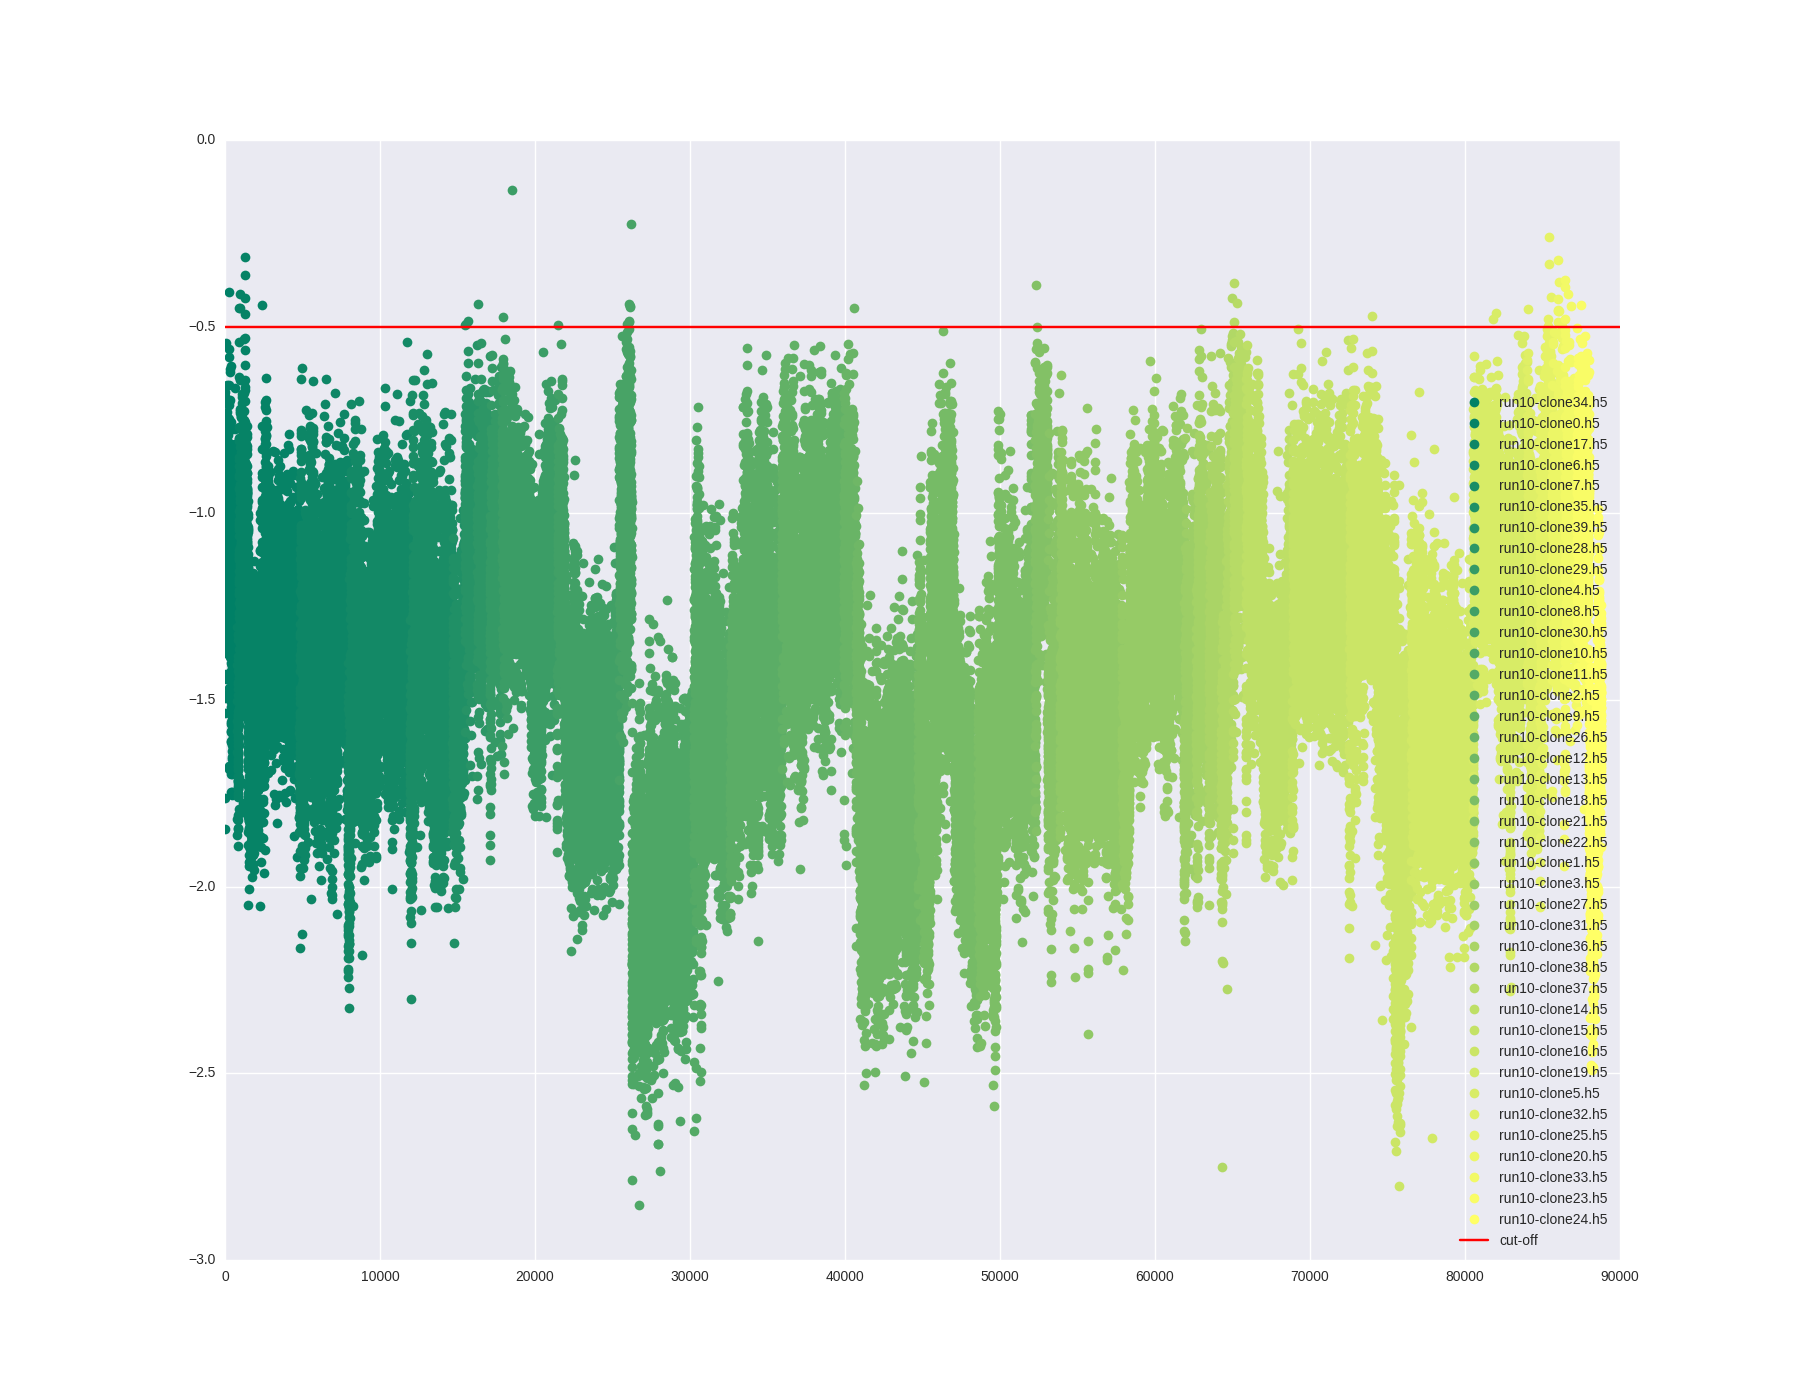 0.0
−0.5
−1.0
−1.5
−2.0
−2.5
−3.0
0
10000
20000
30000
40000
50000
60000
70000
80000
90000
run10-clone34.h5
run10-clone0.h5
run10-clone17.h5
run10-clone6.h5
run10-clone7.h5
run10-clone35.h5
run10-clone39.h5
run10-clone28.h5
run10-clone29.h5
run10-clone4.h5
run10-clone8.h5
run10-clone30.h5
run10-clone10.h5
run10-clone11.h5
run10-clone2.h5
run10-clone9.h5
run10-clone26.h5
run10-clone12.h5
run10-clone13.h5
run10-clone18.h5
run10-clone21.h5
run10-clone22.h5
run10-clone1.h5
run10-clone3.h5
run10-clone27.h5
run10-clone31.h5
run10-clone36.h5
run10-clone38.h5
run10-clone37.h5
run10-clone14.h5
run10-clone15.h5
run10-clone16.h5
run10-clone19.h5
run10-clone5.h5
run10-clone32.h5
run10-clone25.h5
run10-clone20.h5
run10-clone33.h5
run10-clone23.h5
run10-clone24.h5
cut-off